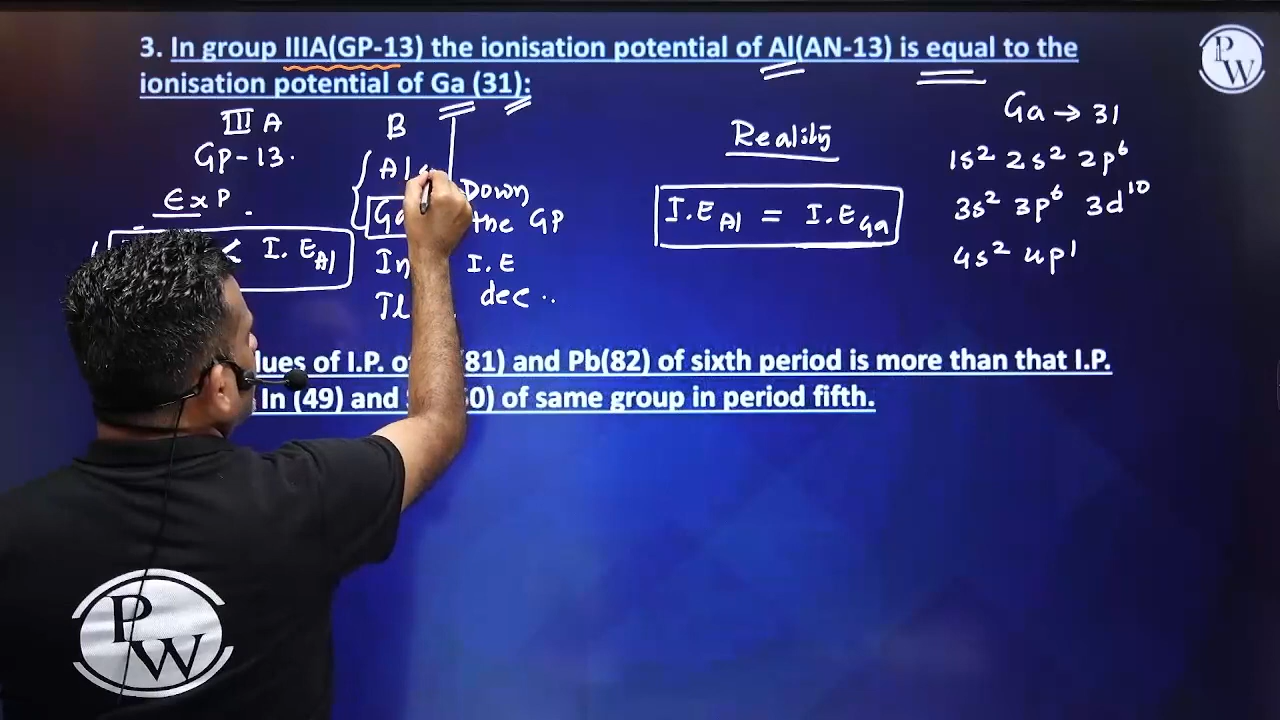 3. In group IIIA(GP-13) the ionisation potential of Al(AN-13) is equal to the
ionisation potential of Ga (31):
III A
GP-13.
Exp.
< I.E Al
B
Al
Ga
In
Tl
Down
the GP
I.E
dec ..
Reality
I.E Al = I.E Ga
Ga → 31
1s² 2s² 2p⁶
3s² 3p⁶ 3d¹⁰
4s² 4p¹
of I.P. (81) and Pb(82) of sixth period is more than that I.P.
In (49) and of same group in period fifth.
PW
PW